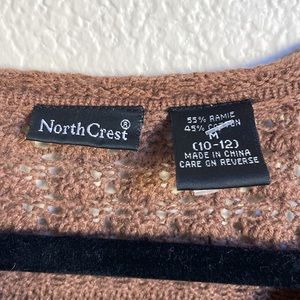 NorthCrest®
55% RAMIE
45% COTTON
M
(10-12)
MADE IN CHINA
CARE ON REVERSE